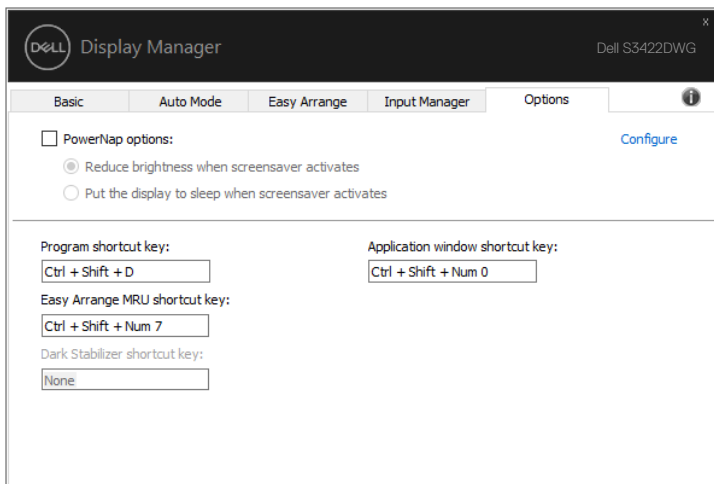 x
DELL Display Manager Dell S3422DWG
Basic Auto Mode Easy Arrange Input Manager Options i
PowerNap options: Configure
Reduce brightness when screensaver activates
Put the display to sleep when screensaver activates
Program shortcut key: Application window shortcut key:
Ctrl + Shift + D Ctrl + Shift + Num 0
Easy Arrange MRU shortcut key:
Ctrl + Shift + Num 7
Dark Stabilizer shortcut key:
None